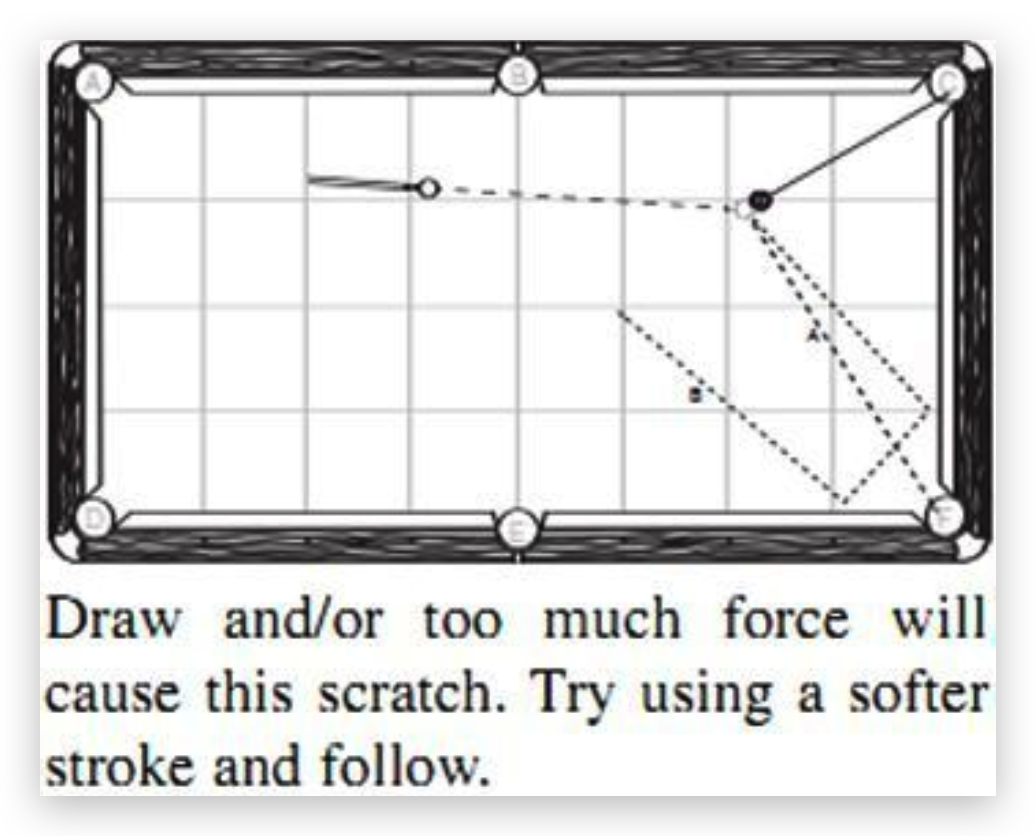 A B C
A
B
D E F
Draw and/or too much force will
cause this scratch. Try using a softer
stroke and follow.